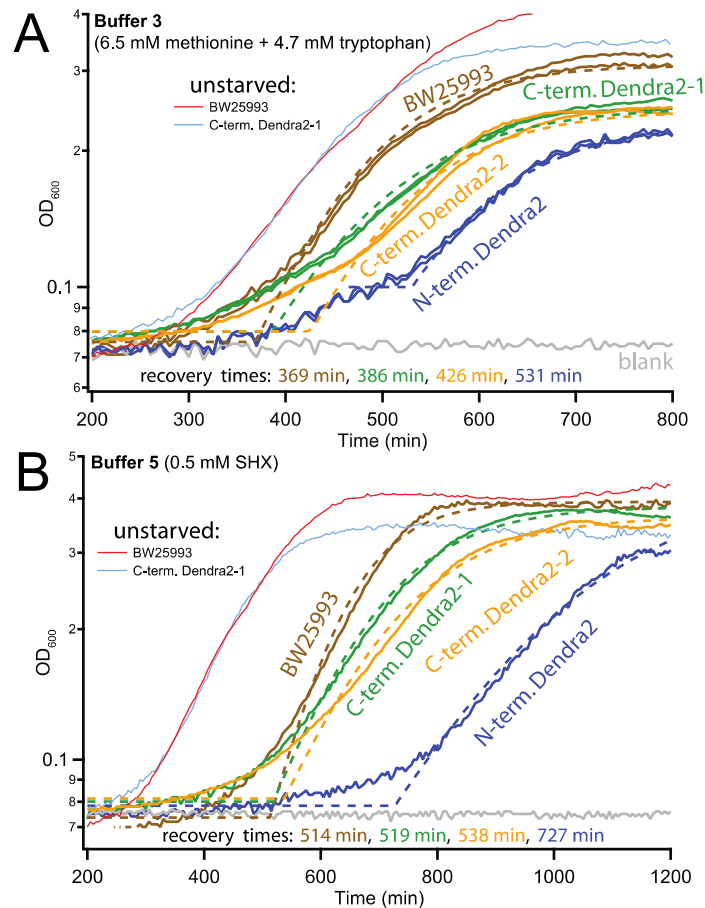 A
Buffer 3
(6.5 mM methionine + 4.7 mM tryptophan)
unstarved:
BW25993
C-term. Dendra2-1
BW25993
C-term. Dendra2-1
C-term. Dendra2-2
N-term. Dendra2
blank
recovery times: 369 min, 386 min, 426 min, 531 min
OD600
4
3
2
0.1
9
8
7
6
200 300 400 500 600 700 800
Time (min)
B
Buffer 5 (0.5 mM SHX)
unstarved:
BW25993
C-term. Dendra2-1
BW25993
C-term. Dendra2-1
C-term. Dendra2-2
N-term. Dendra2
recovery times: 514 min, 519 min, 538 min, 727 min
OD600
5
4
3
2
0.1
9
8
7
200 400 600 800 1000 1200
Time (min)